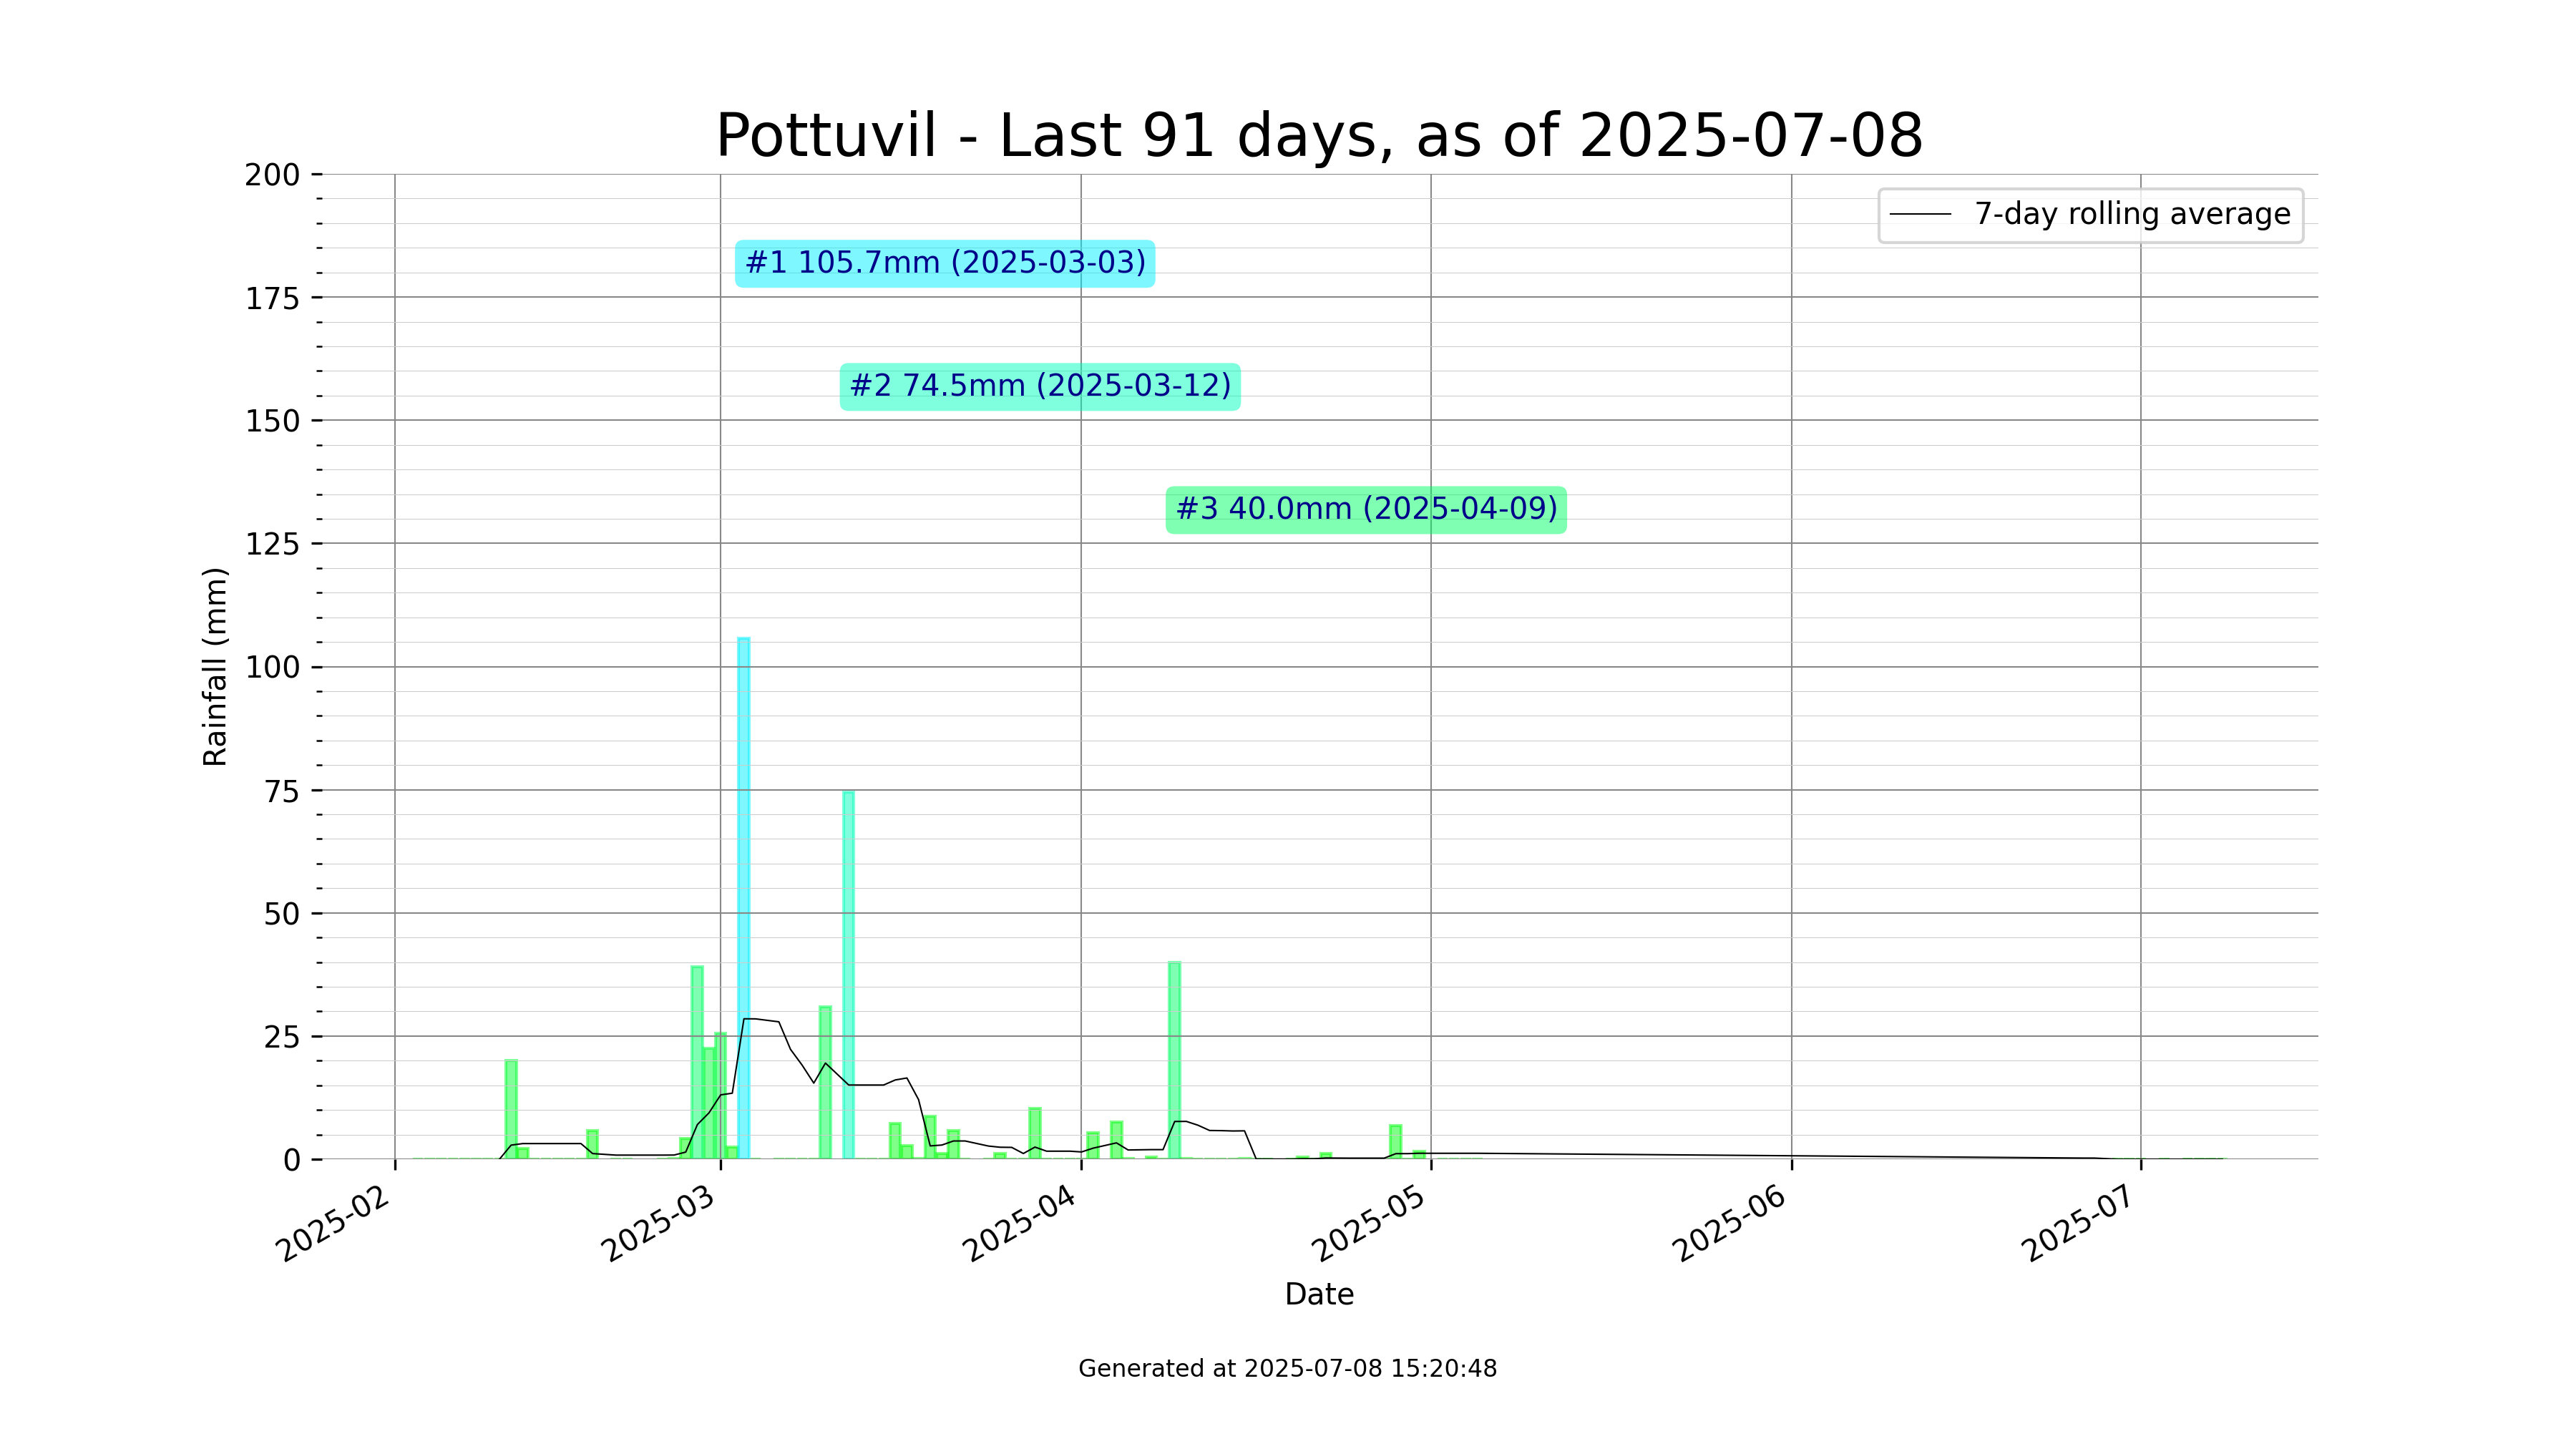 Pottuvil - Last 91 days, as of 2025-07-08
200
175
150
125
100
75
50
25
0
Rainfall (mm)
7-day rolling average
#1 105.7mm (2025-03-03)
#2 74.5mm (2025-03-12)
#3 40.0mm (2025-04-09)
2025-02
2025-03
2025-04
2025-05
2025-06
2025-07
Date
Generated at 2025-07-08 15:20:48